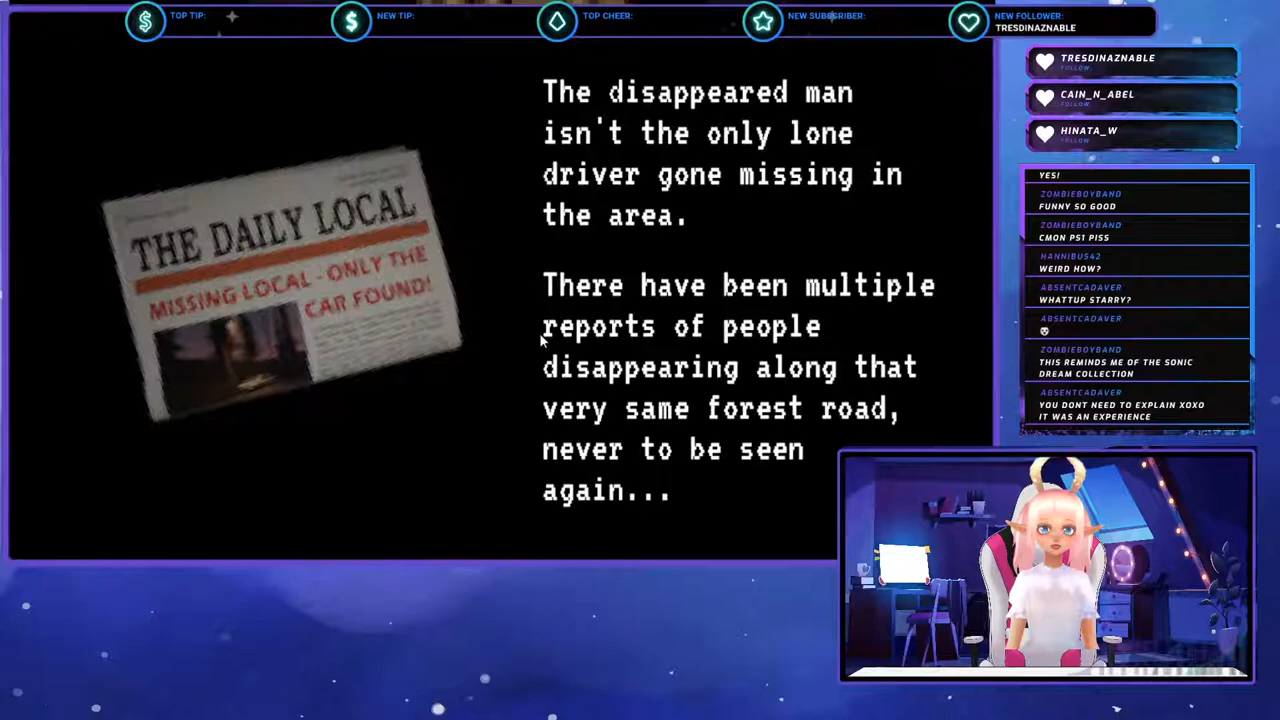 TOP TIP:
NEW TIP:
TOP CHEER:
NEW SUBSCRIBER:
NEW FOLLOWER:
TRESDINAZNABLE
The disappeared man
isn't the only lone
driver gone missing in
the area.
There have been multiple
reports of people
disappearing along that
very same forest road,
never to be seen
again...
THE DAILY LOCAL
MISSING LOCAL - ONLY THE
CAR FOUND!
TRESDINAZNABLE
FOLLOW
CAIN_N_ABEL
FOLLOW
HINATA_W
FOLLOW
YES!
ZOMBIEBOYBAND
FUNNY SO GOOD
ZOMBIEBOYBAND
CMON PS1 PISS
HANNIBUS42
WEIRD HOW?
ABSENTCADAVER
WHATTUP STARRY?
ABSENTCADAVER
ZOMBIEBOYBAND
THIS REMINDS ME OF THE SONIC
DREAM COLLECTION
ABSENTCADAVER
YOU DONT NEED TO EXPLAIN XOXO
IT WAS AN EXPERIENCE